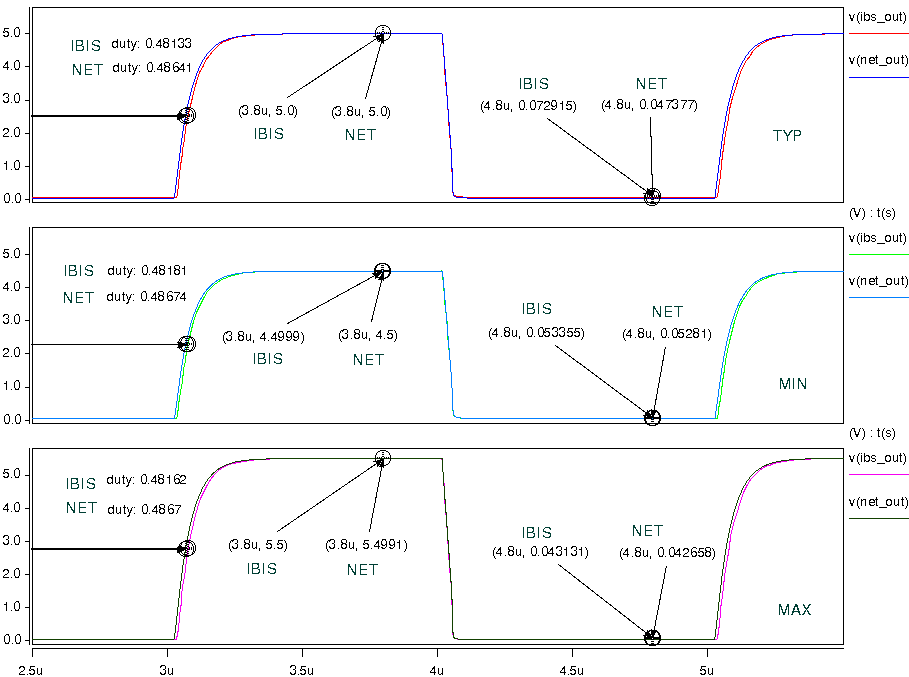 v(ibs_out)
v(net_out)
5.0
4.0
3.0
2.0
1.0
0.0
IBIS duty: 0.48133
NET duty: 0.48641
(3.8u, 5.0)
IBIS
(3.8u, 5.0)
NET
IBIS
(4.8u, 0.072915)
NET
(4.8u, 0.047377)
TYP
(V) : t(s)
v(ibs_out)
v(net_out)
5.0
4.0
3.0
2.0
1.0
0.0
IBIS duty: 0.48181
NET duty: 0.48674
(3.8u, 4.4999)
IBIS
(3.8u, 4.5)
NET
IBIS
(4.8u, 0.053355)
NET
(4.8u, 0.05281)
MIN
(V) : t(s)
v(ibs_out)
v(net_out)
5.0
4.0
3.0
2.0
1.0
0.0
IBIS duty: 0.48162
NET duty: 0.4867
(3.8u, 5.5)
IBIS
(3.8u, 5.4991)
NET
IBIS
(4.8u, 0.043131)
NET
(4.8u, 0.042658)
MAX
2.5u 3u 3.5u 4u 4.5u 5u